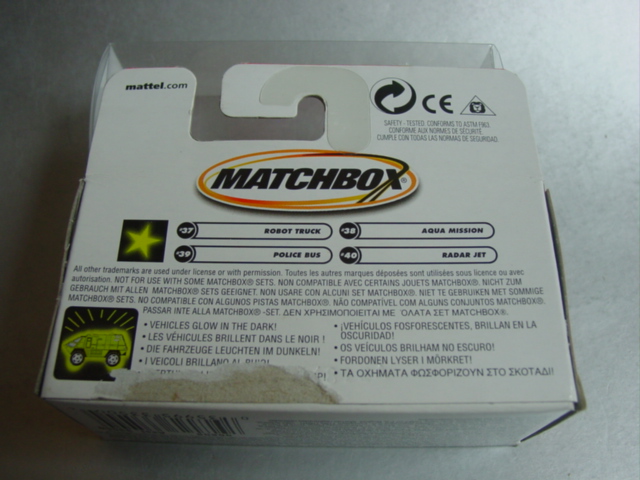 mattel.com
CE
SAFETY - TESTED. CONFORMS TO ASTM F963.
CONFORME AUX NORMES DE SÉCURITÉ.
CUMPLE CON TODAS LAS NORMAS DE SEGURIDAD.
MATCHBOX®
#37 ROBOT TRUCK
#38 AQUA MISSION
#39 POLICE BUS
#40 RADAR JET
All other trademarks are used under license or with permission. Toutes les autres marques déposées sont utilisées sous licence ou avec
autorisation. NOT FOR USE WITH SOME MATCHBOX® SETS. NON COMPATIBLE AVEC CERTAINS JOUETS MATCHBOX®. NICHT ZUM
GEBRAUCH MIT ALLEN MATCHBOX® SETS GEEIGNET. NON USARE CON ALCUNI SET MATCHBOX®. NIET TE GEBRUIKEN MET SOMMIGE
MATCHBOX® SETS. NO COMPATIBLE CON ALGUNOS PISTAS MATCHBOX®. NÃO COMPATÍVEL COM ALGUNS CONJUNTOS MATCHBOX®.
PASSAR INTE ALLA MATCHBOX® -SET. ΔΕΝ ΧΡΗΣΙΜΟΠΟΙΕΙΤΑΙ ΜΕ ΌΛΑΤΑ ΣΕΤ MATCHBOX®.
• VEHICLES GLOW IN THE DARK!
• LES VÉHICULES BRILLENT DANS LE NOIR !
• DIE FAHRZEUGE LEUCHTEN IM DUNKELN!
• I VEICOLI BRILLANO AL BUIO!
• ¡VEHÍCULOS FOSFORESCENTES, BRILLAN EN LA
OSCURIDAD!
• OS VEÍCULOS BRILHAM NO ESCURO!
• FORDONEN LYSER I MÖRKRET!
• ΤΑ ΟΧΗΜΑΤΑ ΦΩΣΦΟΡΙΖΟΥΝ ΣΤΟ ΣΚΟΤΑΔΙ!